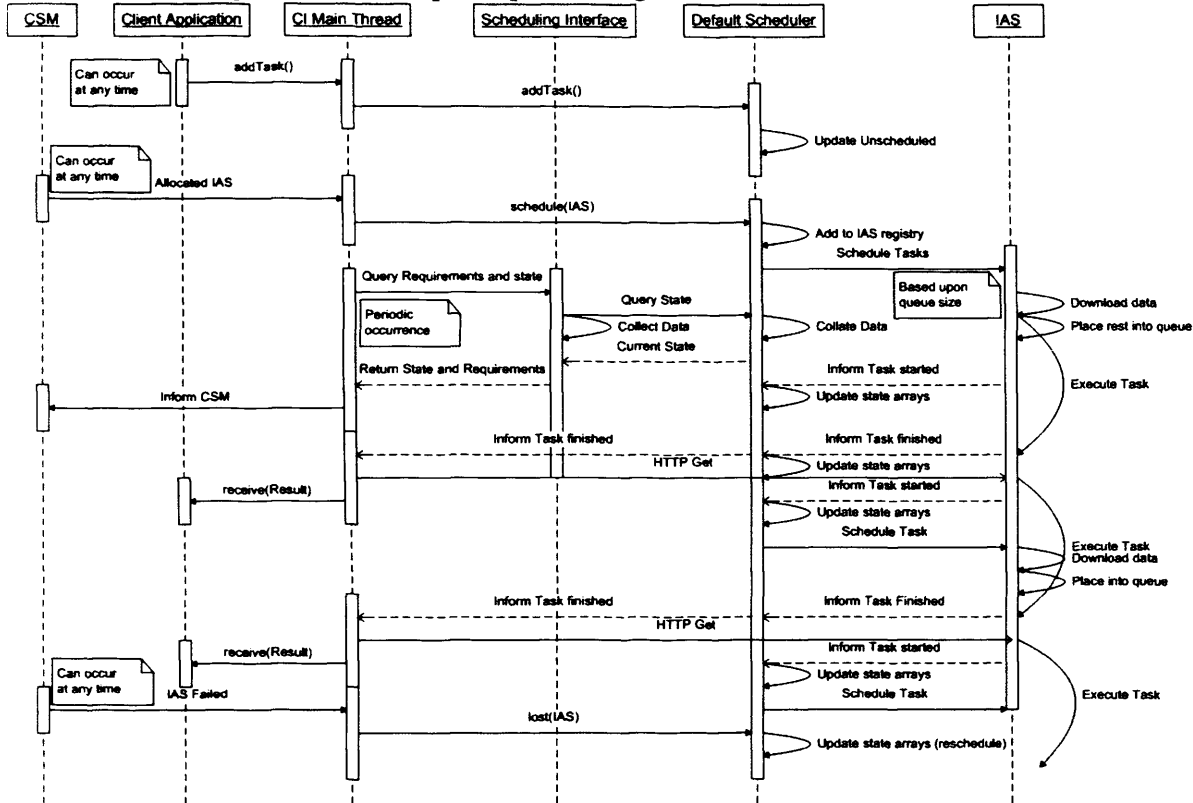 CSM
Client Application
CI Main Thread
Scheduling Interface
Default Scheduler
IAS
Can occur
at any time
addTask()
addTask()
Update Unscheduled
Can occur
at any time
Allocated IAS
schedule(IAS)
Add to IAS registry
Schedule Tasks
Query Requirements and state
Based upon
queue size
Query State
Download data
Periodic
occurrence
Collect Data
Collate Data
Place rest into queue
Current State
Return State and Requirements
Inform Task started
Execute Task
Inform CSM
Update state arrays
Inform Task finished
Inform Task finished
HTTP Get
Update state arrays
receive(Result)
Inform Task started
Update state arrays
Schedule Task
Execute Task
Download data
Place into queue
Inform Task finished
Inform Task Finished
HTTP Get
receive(Result)
Inform Task started
Can occur
at any time
Update state arrays
IAS Failed
Schedule Task
Execute Task
lost(IAS)
Update state arrays (reschedule)